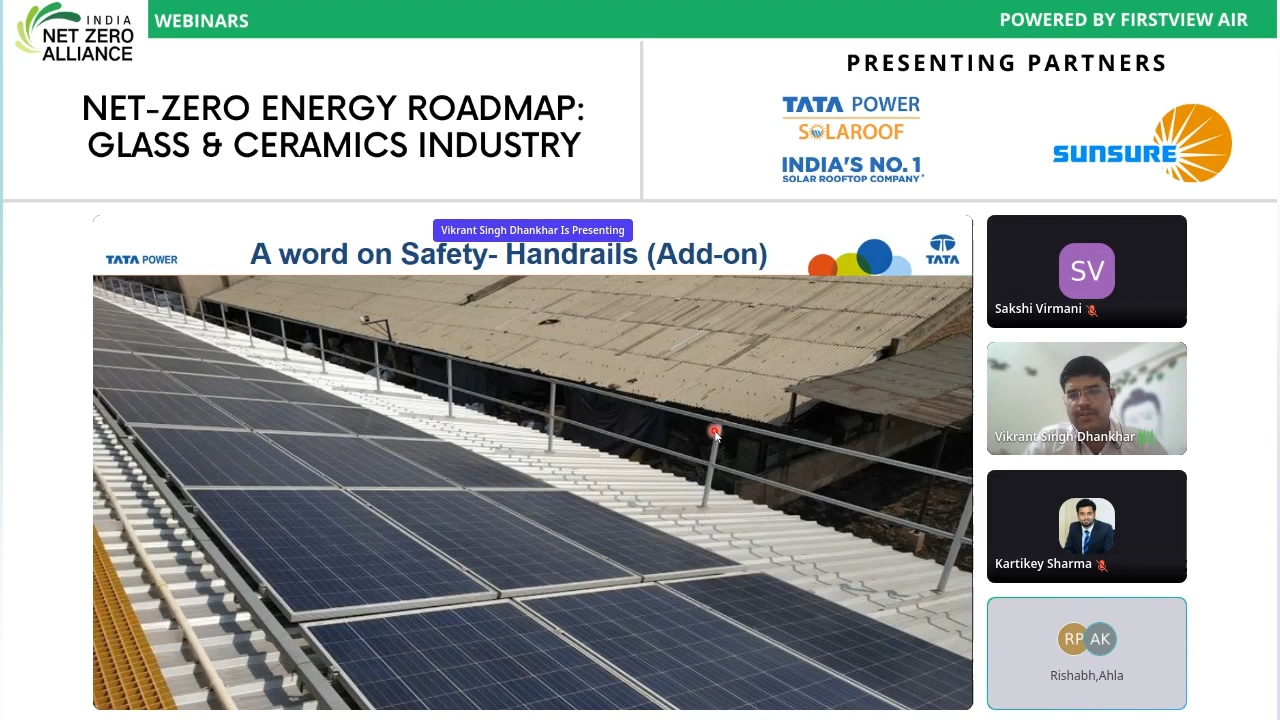 INDIA
NET ZERO
ALLIANCE
WEBINARS
POWERED BY FIRSTVIEW AIR
NET-ZERO ENERGY ROADMAP:
GLASS & CERAMICS INDUSTRY
PRESENTING PARTNERS
TATA POWER
SOLAROOF
INDIA'S NO.1
SOLAR ROOFTOP COMPANY*
SUNSURE
Vikrant Singh Dhankhar Is Presenting
TATA POWER
A word on Safety- Handrails (Add-on)
TATA
SV
Sakshi Virmani
Vikrant Singh Dhankhar
Kartikey Sharma
RP AK
Rishabh,Ahla